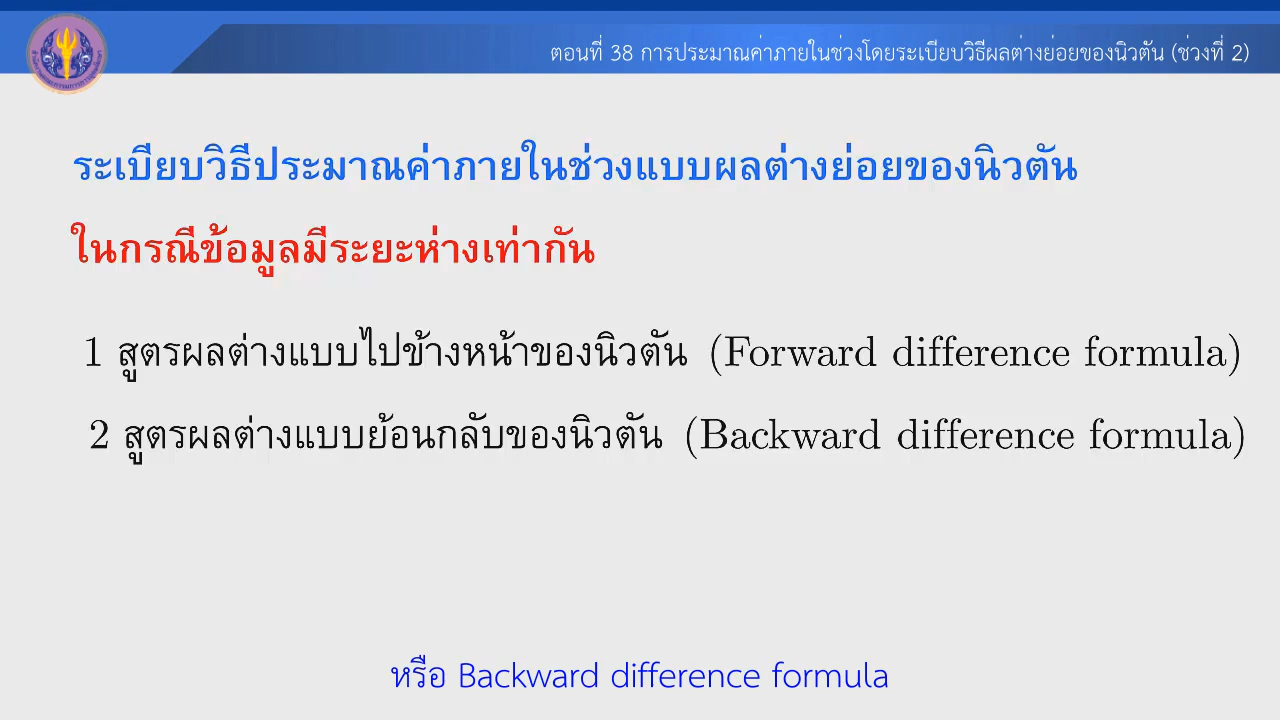 ตอนที่ 38 การประมาณค่าภายในช่วงโดยระเบียบวิธีผลต่างย่อยของนิวตัน (ช่วงที่ 2)
ระเบียบวิธีประมาณค่าภายในช่วงแบบผลต่างย่อยของนิวตัน
ในกรณีข้อมูลมีระยะห่างเท่ากัน
1 สูตรผลต่างแบบไปข้างหน้าของนิวตัน (Forward difference formula)
2 สูตรผลต่างแบบย้อนกลับของนิวตัน (Backward difference formula)
หรือ Backward difference formula